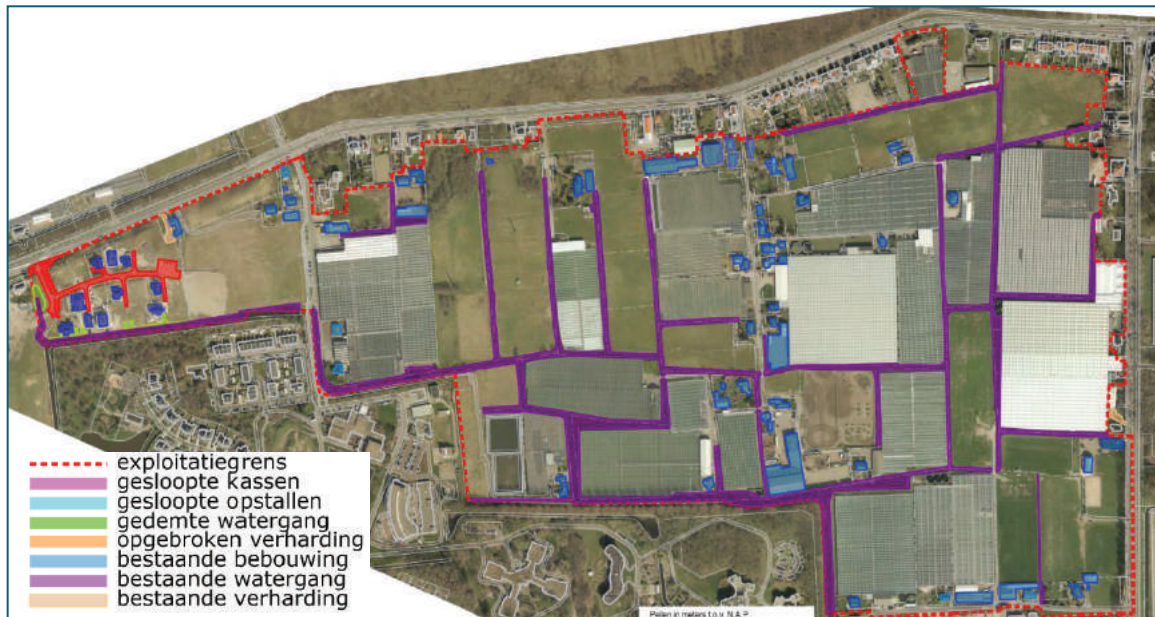 exploitatiegrens
gesloopte kassen
gesloopte opstallen
gedemte watergang
opgebroken verharding
bestaande bebouwing
bestaande watergang
bestaande verharding
Peilen in meters t.o.v. N.A.P.